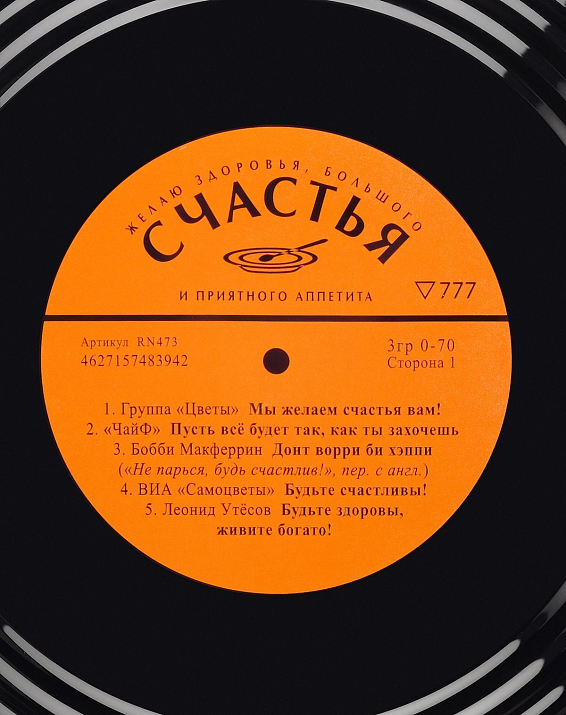 ЖЕЛАЮ ЗДОРОВЬЯ, БОЛЬШОГО
СЧАСТЬЯ
И ПРИЯТНОГО АППЕТИТА
▽777
Артикул RN473
4627157483942
3гр 0-70
Сторона 1
1. Группа «Цветы» Мы желаем счастья вам!
2. «ЧайФ» Пусть всё будет так, как ты захочешь
3. Бобби Макферрин Донт ворри би хэппи
(«Не парься, будь счастлив!», пер. с англ.)
4. ВИА «Самоцветы» Будьте счастливы!
5. Леонид Утёсов Будьте здоровы,
живите богато!